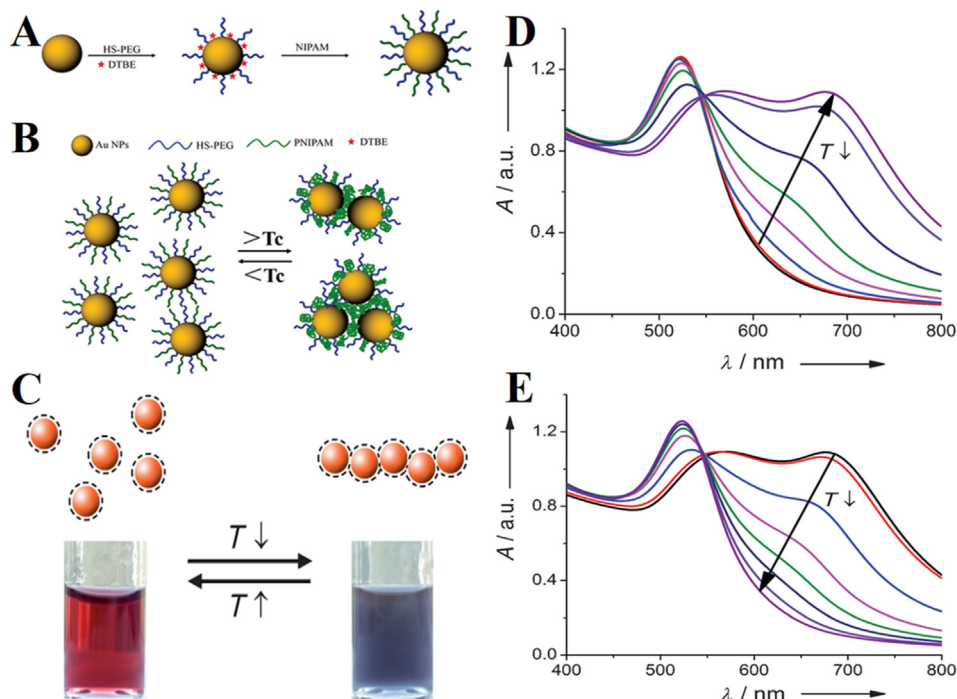 A
HS-PEG
DTBE
NIPAM
B
Au NPs
HS-PEG
PNIPAM
DTBE
>Tc
<Tc
C
T ↓
T ↑
D
A / a.u.
1.2
0.8
0.4
0.0
T ↓
400 500 600 700 800
λ / nm
E
A / a.u.
1.2
0.8
0.4
0.0
T ↓
400 500 600 700 800
λ / nm